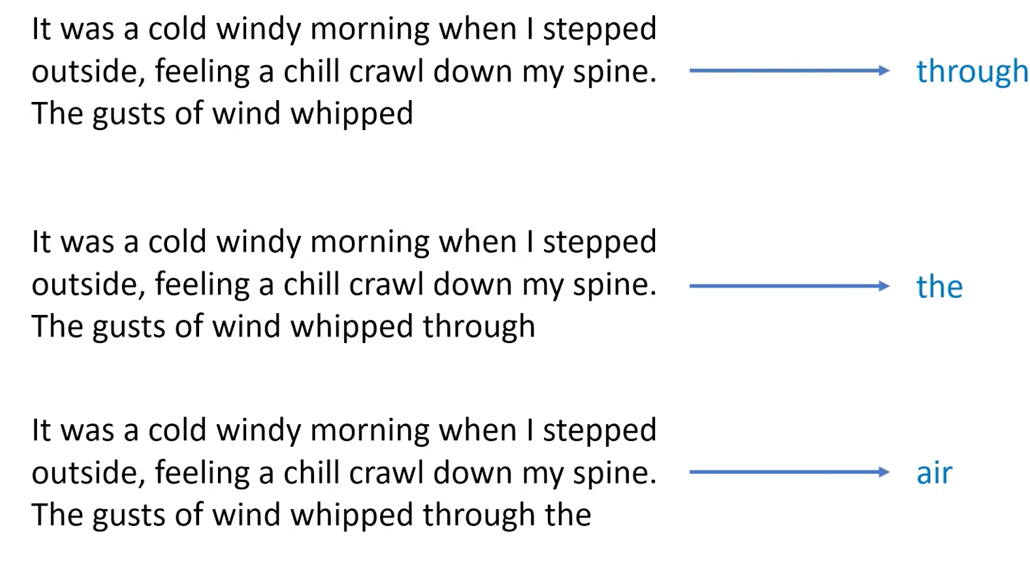 It was a cold windy morning when I stepped
outside, feeling a chill crawl down my spine.
The gusts of wind whipped
through
It was a cold windy morning when I stepped
outside, feeling a chill crawl down my spine.
The gusts of wind whipped through
the
It was a cold windy morning when I stepped
outside, feeling a chill crawl down my spine.
The gusts of wind whipped through the
air